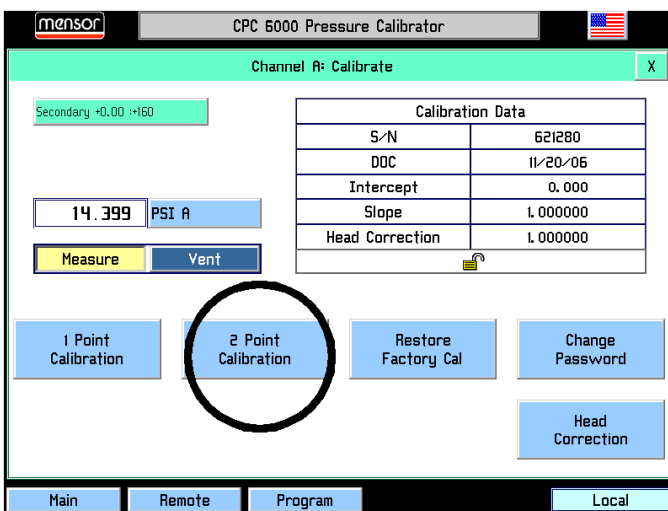 mensor
CPC 6000 Pressure Calibrator
Channel A: Calibrate
X
Secondary +0.00 :+160
14.399 PSI A
Measure Vent
Calibration Data
S/N 621280
DOC 11/20/06
Intercept 0.000
Slope 1.000000
Head Correction 1.000000
1 Point
Calibration
2 Point
Calibration
Restore
Factory Cal
Change
Password
Head
Correction
Main Remote Program Local